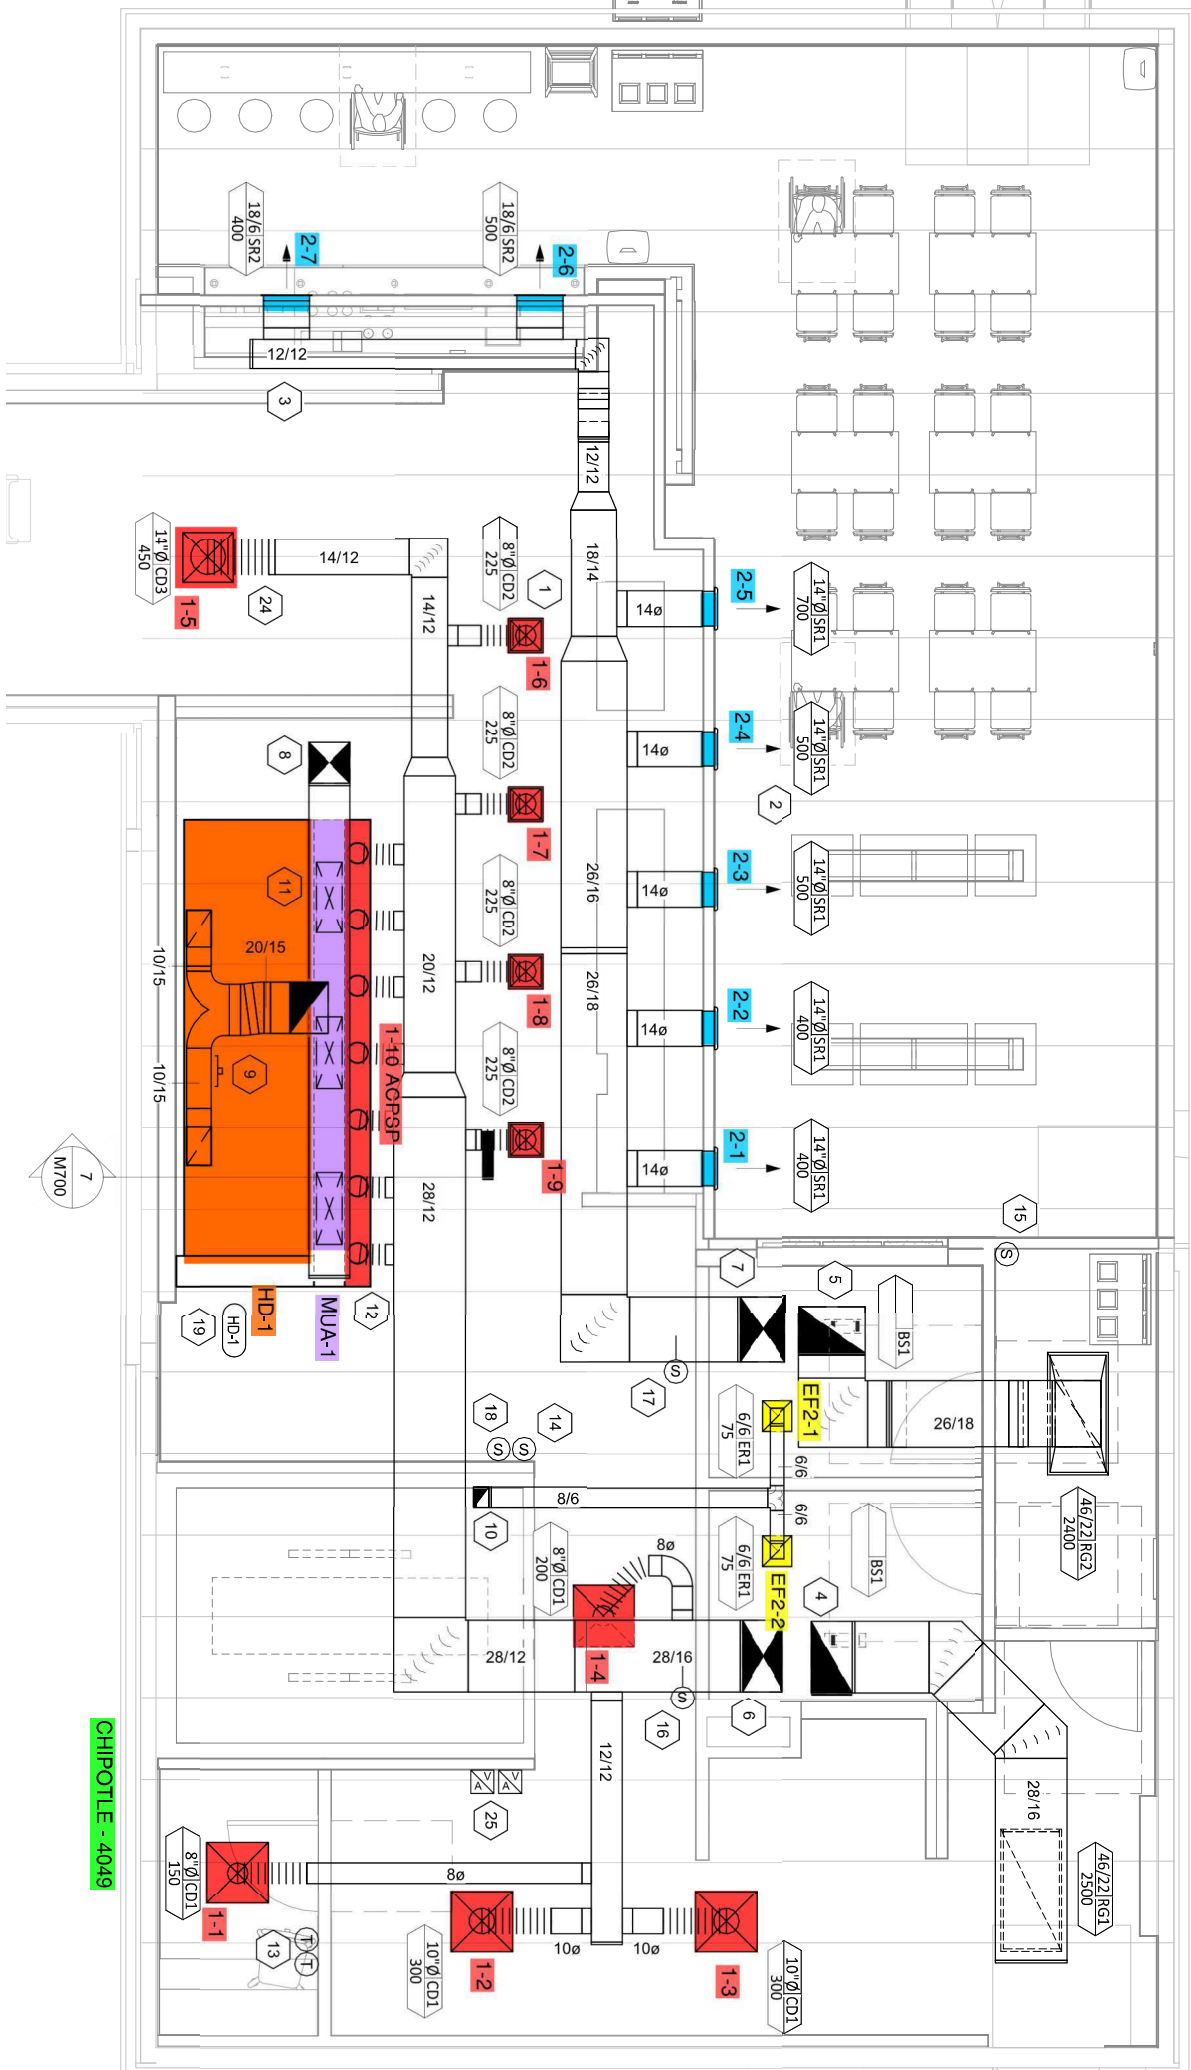 18/6 SR2
400
2-7
18/6 SR2
500
2-6
12/12
3
12/12
18/14
14"Ø CD3
450
1-5
24
14/12
14/12
8"Ø CD2
225
1
1-6
14ø
2-5
14"Ø SR1
700
8"Ø CD2
225
1-7
14ø
2-4
14"Ø SR1
500
2
8
11
20/15
10/15
10/15
9
8"Ø CD2
225
1-8
20/12
26/16
26/18
14ø
2-3
14"Ø SR1
500
14ø
2-2
14"Ø SR1
400
1-10 ACPSP
8"Ø CD2
225
1-9
28/12
14ø
2-1
14"Ø SR1
400
15
S
7
M700
HD-1
MUA-1
12
19
HD-1
7
5
BS1
17
S
EF2-1
26/18
18
14
S
S
6/6 ER1
75
6/6
6/6
8/6
10
46/22 RG2
2400
8"Ø CD1
200
8ø
6/6 ER1
75
EF2-2
BS1
4
28/12
1-4
28/16
S
16
6
12/12
28/16
CHIPOTLE - 4049
V
A
V
A
25
8"Ø CD1
150
1-1
8ø
13
T
T
10"Ø CD1
300
1-2
10ø
10ø
1-3
10"Ø CD1
300
46/22 RG1
2500